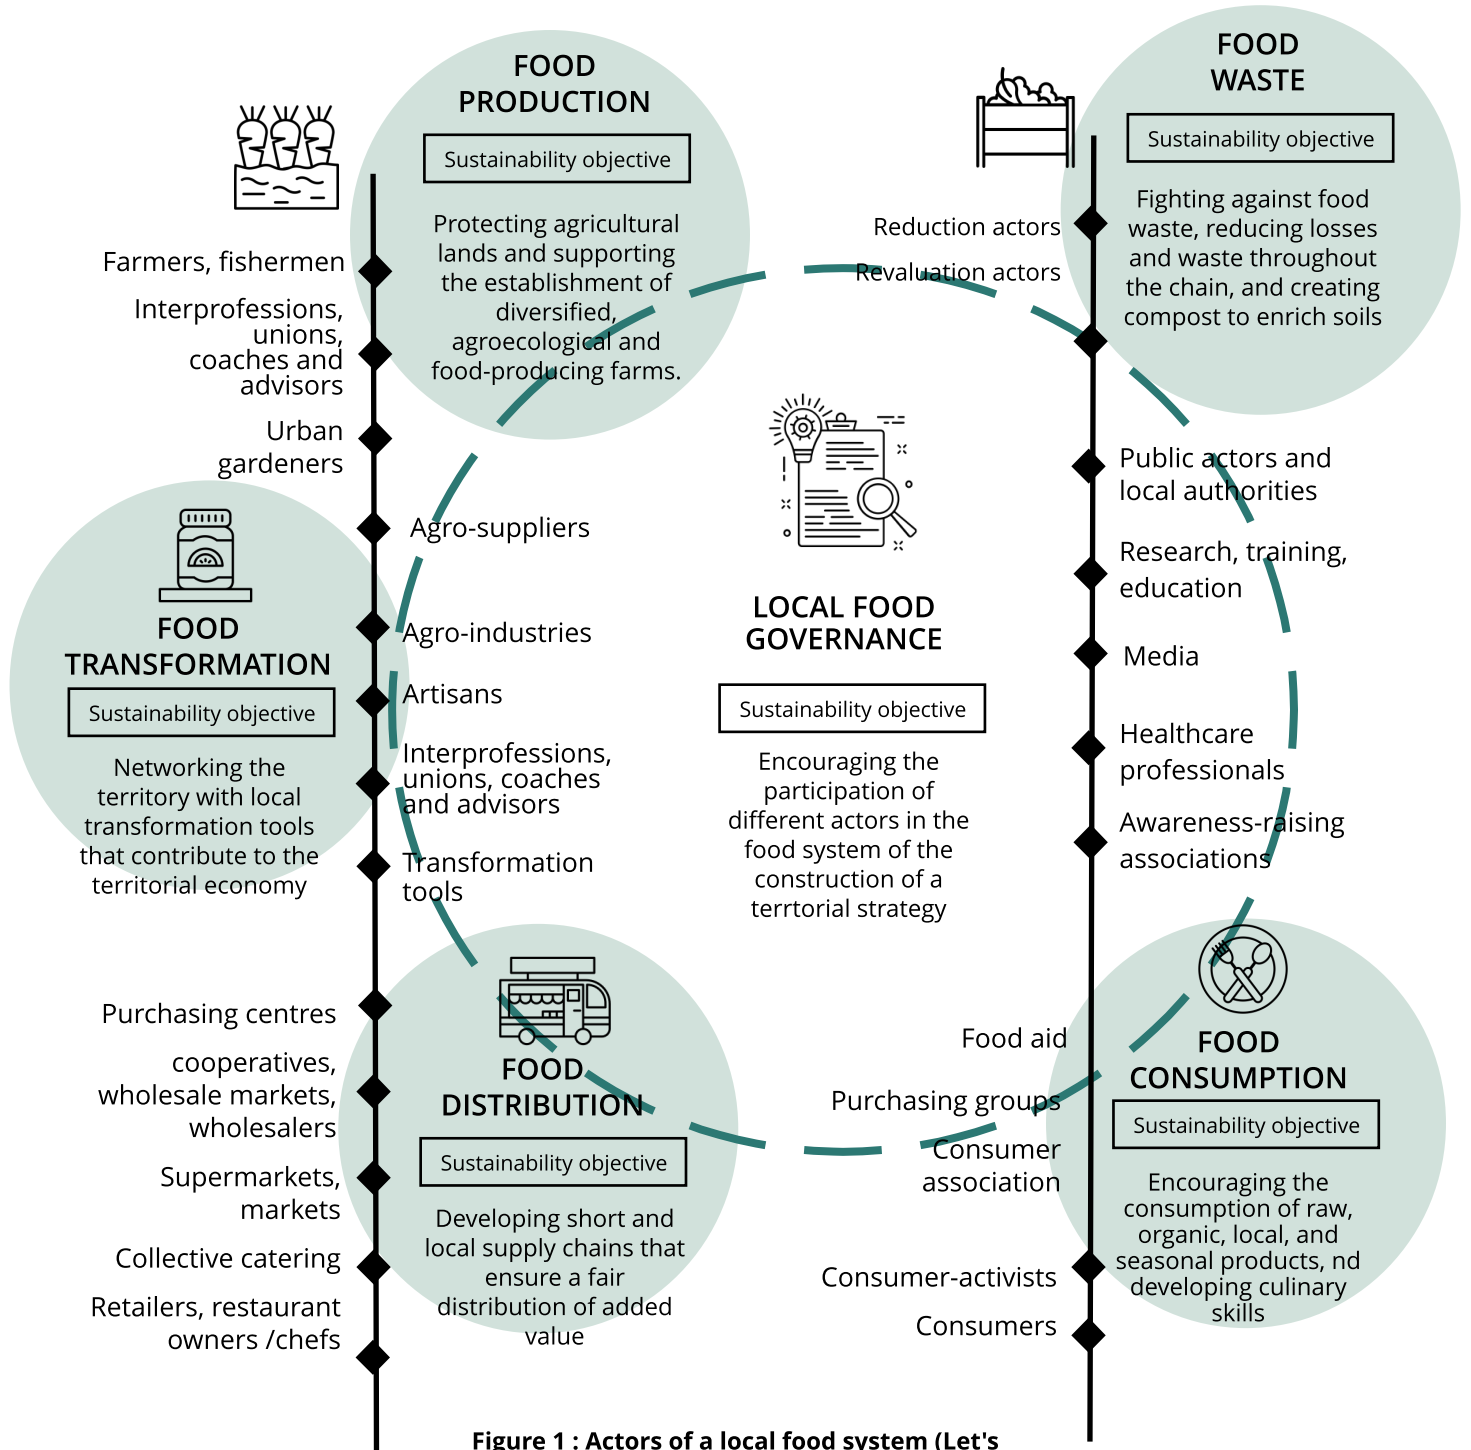 FOOD
PRODUCTION
Sustainability objective
Protecting agricultural
lands and supporting
the establishment of
diversified,
agroecological and
food-producing farms.
Farmers, fishermen
Interprofessions,
unions,
coaches and
advisors
Urban
gardeners
Agro-suppliers
FOOD
TRANSFORMATION
Sustainability objective
Networking the
territory with local
transformation tools
that contribute to the
territorial economy
Agro-industries
Artisans
Interprofessions,
unions, coaches
and advisors
Transformation
tools
FOOD
DISTRIBUTION
Sustainability objective
Developing short and
local supply chains that
ensure a fair
distribution of added
value
Purchasing centres
cooperatives,
wholesale markets,
wholesalers
Supermarkets,
markets
Collective catering
Retailers, restaurant
owners /chefs
LOCAL FOOD
GOVERNANCE
Sustainability objective
Encouraging the
participation of
different actors in the
food system of the
construction of a
terrtorial strategy
FOOD
WASTE
Sustainability objective
Fighting against food
waste, reducing losses
and waste throughout
the chain, and creating
compost to enrich soils
Reduction actors
Revaluation actors
Public actors and
local authorities
Research, training,
education
Media
Healthcare
professionals
Awareness-raising
associations
FOOD
CONSUMPTION
Sustainability objective
Encouraging the
consumption of raw,
organic, local, and
seasonal products, nd
developing culinary
skills
Food aid
Purchasing groups
Consumer
association
Consumer-activists
Consumers
Figure 1 : Actors of a local food system (Let's